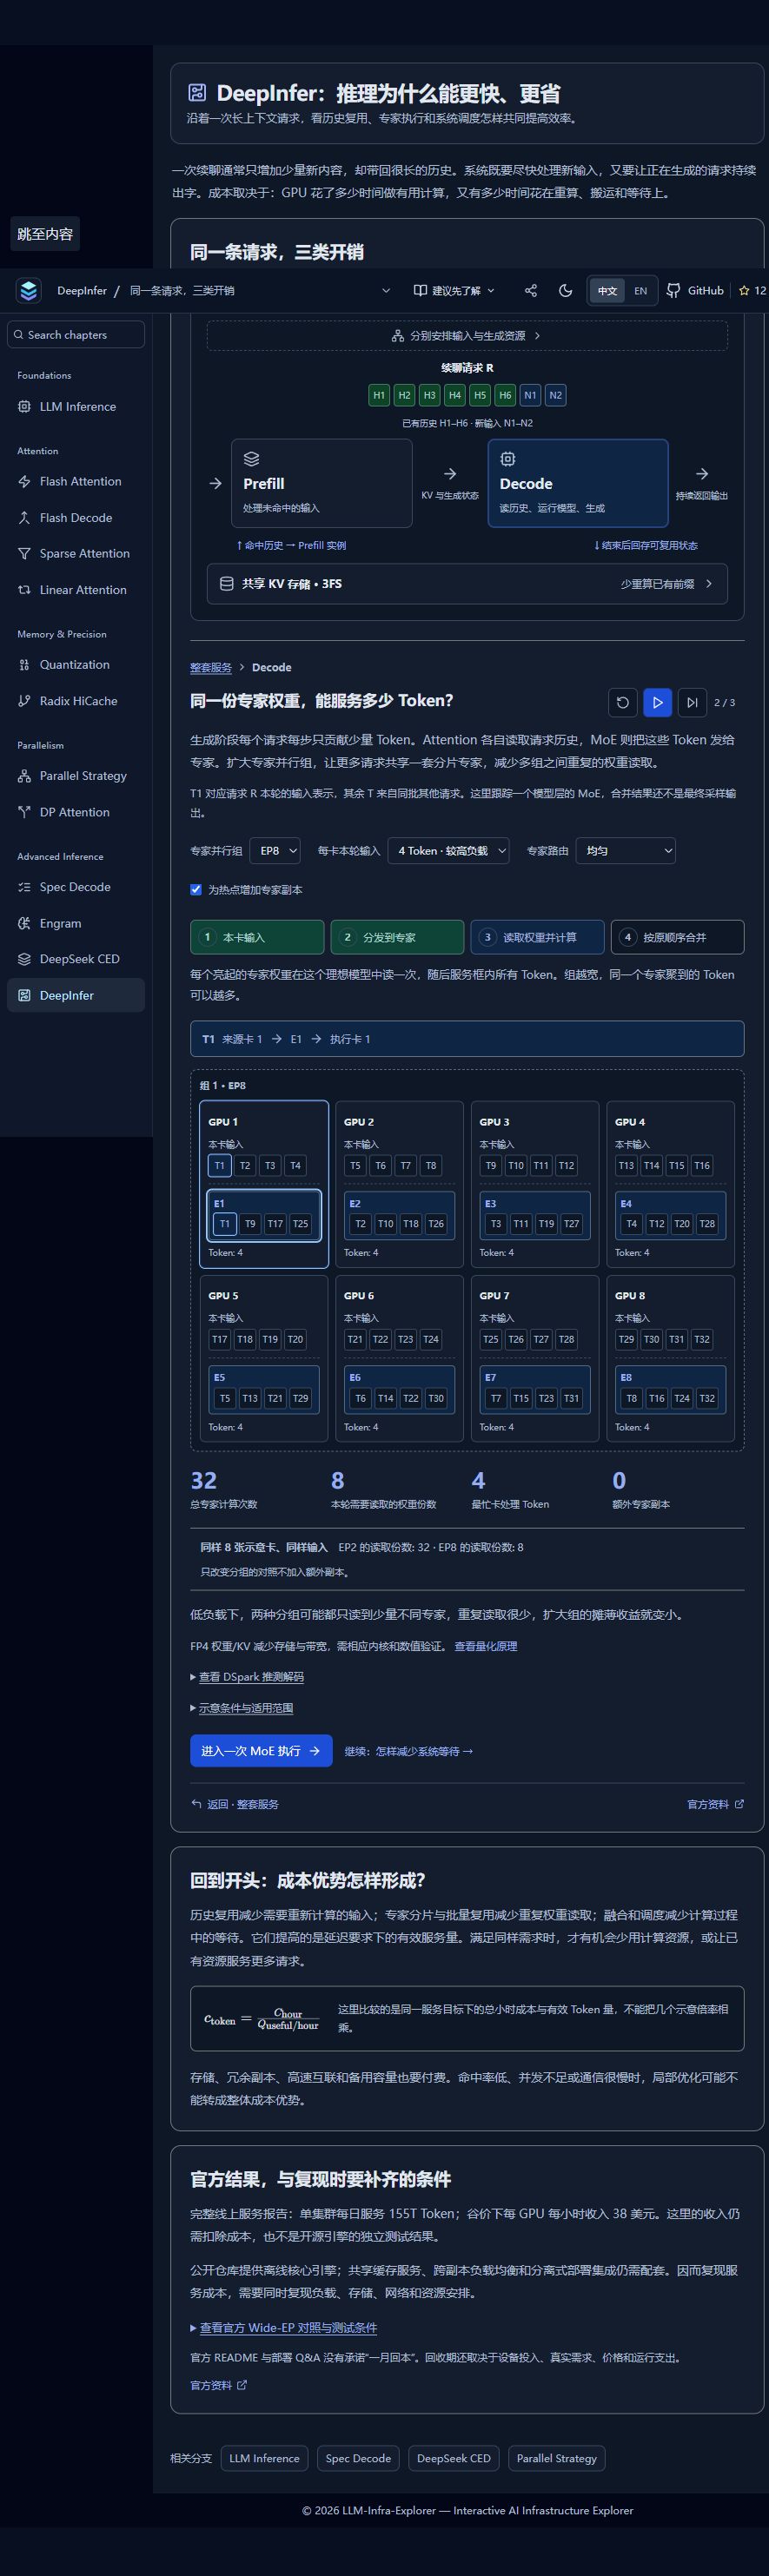 DeepInfer：推理为什么能更快、更省
沿着一次长上下文请求，看历史复用、专家执行和系统调度怎样共同提高效率。
一次续聊通常只增加少量新内容，却带回很长的历史。系统既要尽快处理新输入，又要让正在生成的请求持续
出字。成本取决于：GPU 花了多少时间做有用计算，又有多少时间花在重算、搬运和等待上。
跳至内容
同一条请求，三类开销
DeepInfer / 同一条请求，三类开销
建议先了解
中文 EN
GitHub
12
Search chapters
Foundations
LLM Inference
Attention
Flash Attention
Flash Decode
Sparse Attention
Linear Attention
Memory & Precision
Quantization
Radix HiCache
Parallelism
Parallel Strategy
DP Attention
Advanced Inference
Spec Decode
Engram
DeepSeek CED
DeepInfer
分别安排输入与生成资源
续聊请求 R
H1 H2 H3 H4 H5 H6 N1 N2
已有历史 H1–H6 · 新输入 N1–N2
→
Prefill
处理未命中的输入
→
KV 与生成状态
Decode
读历史、运行模型、生成
→
持续返回输出
↑ 命中历史 → Prefill 实例
↓ 结束后回存可复用状态
共享 KV 存储 • 3FS
少重算已有前缀
整套服务 > Decode
同一份专家权重，能服务多少 Token？
2 / 3
生成阶段每个请求每步只贡献少量 Token。Attention 各自读取请求历史，MoE 则把这些 Token 发给
专家。扩大专家并行组，让更多请求共享一套分片专家，减少多组之间重复的权重读取。
T1 对应请求 R 本轮的输入表示，其余 T 来自同批其他请求。这里跟踪一个模型层的 MoE，合并结果还不是最终采样输
出。
专家并行组 EP8 每卡本轮输入 4 Token · 较高负载 专家路由 均匀
为热点增加专家副本
1 本卡输入
2 分发到专家
3 读取权重并计算
4 按原顺序合并
每个亮起的专家权重在这个理想模型中读一次，随后服务框内所有 Token。组越宽，同一个专家聚到的 Token
可以越多。
T1 来源卡 1 → E1 → 执行卡 1
组 1 • EP8
GPU 1
本卡输入
T1 T2 T3 T4
E1
T1 T9 T17 T25
Token: 4
GPU 2
本卡输入
T5 T6 T7 T8
E2
T2 T10 T18 T26
Token: 4
GPU 3
本卡输入
T9 T10 T11 T12
E3
T3 T11 T19 T27
Token: 4
GPU 4
本卡输入
T13 T14 T15 T16
E4
T4 T12 T20 T28
Token: 4
GPU 5
本卡输入
T17 T18 T19 T20
E5
T5 T13 T21 T29
Token: 4
GPU 6
本卡输入
T21 T22 T23 T24
E6
T6 T14 T22 T30
Token: 4
GPU 7
本卡输入
T25 T26 T27 T28
E7
T7 T15 T23 T31
Token: 4
GPU 8
本卡输入
T29 T30 T31 T32
E8
T8 T16 T24 T32
Token: 4
32
总专家计算次数
8
本轮需要读取的权重份数
4
最忙卡处理 Token
0
额外专家副本
同样 8 张示意卡、同样输入 EP2 的读取份数: 32 · EP8 的读取份数: 8
只改变分组的对照不加入额外副本。
低负载下，两种分组可能都只读到少量不同专家，重复读取很少，扩大组的摊薄收益就变小。
FP4 权重/KV 减少存储与带宽，需相应内核和数值验证。 查看量化原理
▸ 查看 DSpark 推测解码
▸ 示意条件与适用范围
进入一次 MoE 执行 →
继续：怎样减少系统等待 →
返回 · 整套服务
官方资料
回到开头：成本优势怎样形成？
历史复用减少需要重新计算的输入；专家分片与批量复用减少重复权重读取；融合和调度减少计算过程
中的等待。它们提高的是延迟要求下的有效服务量。满足同样需求时，才有机会少用计算资源，或让已
有资源服务更多请求。
c_token = C_hour / Q_useful/hour
这里比较的是同一服务目标下的总小时成本与有效 Token 量，不能把几个示意倍率相
乘。
存储、冗余副本、高速互联和备用容量也要付费。命中率低、并发不足或通信很慢时，局部优化可能不
能转成整体成本优势。
官方结果，与复现时要补齐的条件
完整线上服务报告：单集群每日服务 155T Token；谷价下每 GPU 每小时收入 38 美元。这里的收入仍
需扣除成本，也不是开源引擎的独立测试结果。
公开仓库提供离线核心引擎；共享缓存服务、跨副本负载均衡和分离式部署集成仍需配套。因而复现服
务成本，需要同时复现负载、存储、网络和资源安排。
▸ 查看官方 Wide-EP 对照与测试条件
官方 README 与部署 Q&A 没有承诺“一月回本”。回收期还取决于设备投入、真实需求、价格和运行支出。
官方资料
相关分支 LLM Inference Spec Decode DeepSeek CED Parallel Strategy
© 2026 LLM-Infra-Explorer — Interactive AI Infrastructure Explorer